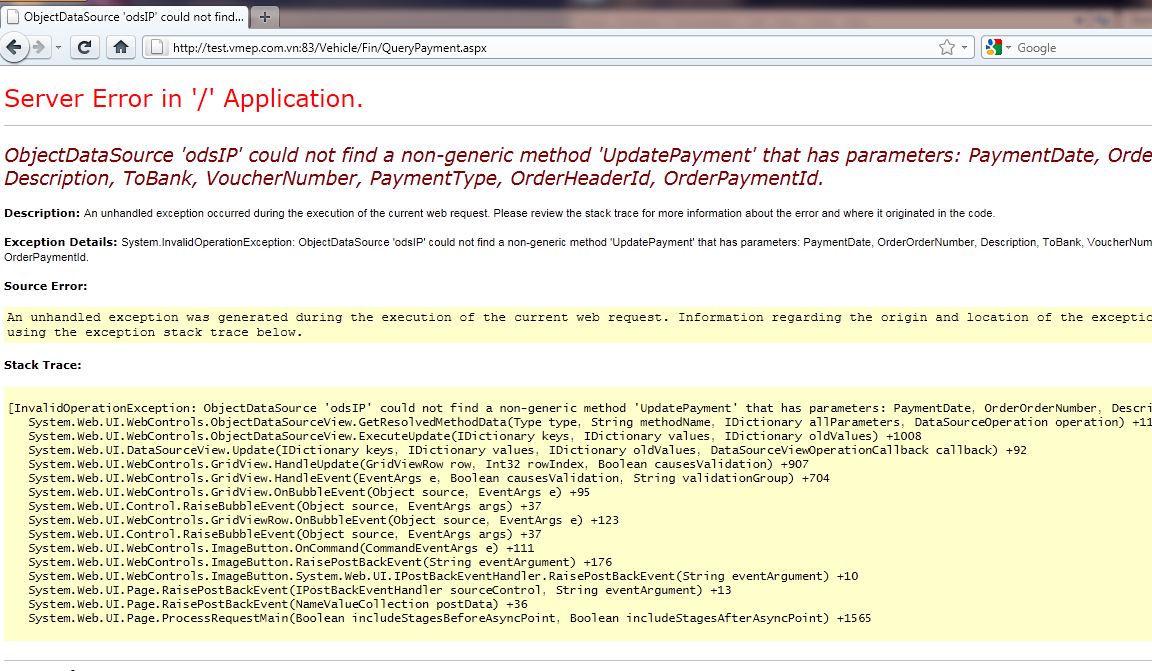 ObjectDataSource 'odsIP' could not find...
http://test.vmep.com.vn:83/Vehicle/Fin/QueryPayment.aspx
Google
Server Error in '/' Application.
ObjectDataSource 'odsIP' could not find a non-generic method 'UpdatePayment' that has parameters: PaymentDate, Orde
Description, ToBank, VoucherNumber, PaymentType, OrderHeaderId, OrderPaymentId.
Description: An unhandled exception occurred during the execution of the current web request. Please review the stack trace for more information about the error and where it originated in the code.
Exception Details: System.InvalidOperationException: ObjectDataSource 'odsIP' could not find a non-generic method 'UpdatePayment' that has parameters: PaymentDate, OrderOrderNumber, Description, ToBank, VoucherNum
OrderPaymentId.
Source Error:
An unhandled exception was generated during the execution of the current web request. Information regarding the origin and location of the exceptio
using the exception stack trace below.
Stack Trace:
[InvalidOperationException: ObjectDataSource 'odsIP' could not find a non-generic method 'UpdatePayment' that has parameters: PaymentDate, OrderOrderNumber, Descri
System.Web.UI.WebControls.ObjectDataSourceView.GetResolvedMethodData(Type type, String methodName, IDictionary allParameters, DataSourceOperation operation) +11
System.Web.UI.WebControls.ObjectDataSourceView.ExecuteUpdate(IDictionary keys, IDictionary values, IDictionary oldValues) +1008
System.Web.UI.DataSourceView.Update(IDictionary keys, IDictionary values, IDictionary oldValues, DataSourceViewOperationCallback callback) +92
System.Web.UI.WebControls.GridView.HandleUpdate(GridViewRow row, Int32 rowIndex, Boolean causesValidation) +907
System.Web.UI.WebControls.GridView.HandleEvent(EventArgs e, Boolean causesValidation, String validationGroup) +704
System.Web.UI.WebControls.GridView.OnBubbleEvent(Object source, EventArgs e) +95
System.Web.UI.Control.RaiseBubbleEvent(Object source, EventArgs args) +37
System.Web.UI.WebControls.GridViewRow.OnBubbleEvent(Object source, EventArgs e) +123
System.Web.UI.Control.RaiseBubbleEvent(Object source, EventArgs args) +37
System.Web.UI.WebControls.ImageButton.OnCommand(CommandEventArgs e) +111
System.Web.UI.WebControls.ImageButton.RaisePostBackEvent(String eventArgument) +176
System.Web.UI.WebControls.ImageButton.System.Web.UI.IPostBackEventHandler.RaisePostBackEvent(String eventArgument) +10
System.Web.UI.Page.RaisePostBackEvent(IPostBackEventHandler sourceControl, String eventArgument) +13
System.Web.UI.Page.RaisePostBackEvent(NameValueCollection postData) +36
System.Web.UI.Page.ProcessRequestMain(Boolean includeStagesBeforeAsyncPoint, Boolean includeStagesAfterAsyncPoint) +1565